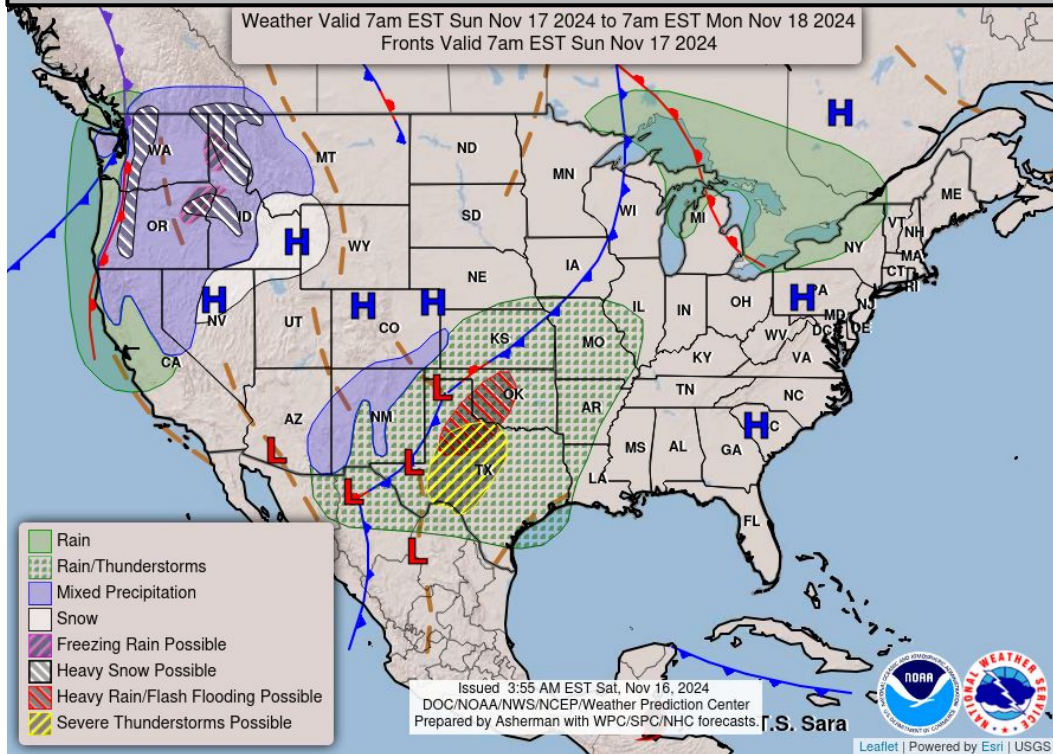 Weather Valid 7am EST Sun Nov 17 2024 to 7am EST Mon Nov 18 2024
Fronts Valid 7am EST Sun Nov 17 2024
H
WA
MT
ND
MN
ME
OR
ID
SD
WI
MI
VT
NH
NY
MA
CT
RI
H
WY
IA
NE
H
NV
H
H
UT
CO
IL
IN
OH
H
PA
NJ
MD
DC
DE
WV
VA
KS
MO
KY
CA
L
OK
TN
NC
AZ
NM
AR
H
C
MS
AL
GA
L
L
TX
LA
L
FL
L
Rain
Rain/Thunderstorms
Mixed Precipitation
Snow
Freezing Rain Possible
Heavy Snow Possible
Heavy Rain/Flash Flooding Possible
Severe Thunderstorms Possible
Issued 3:55 AM EST Sat, Nov 16, 2024
DOC/NOAA/NWS/NCEP/Weather Prediction Center
Prepared by Asherman with WPC/SPC/NHC forecasts.
T.S. Sara
NOAA
NATIONAL WEATHER SERVICE
Leaflet | Powered by Esri | USGS